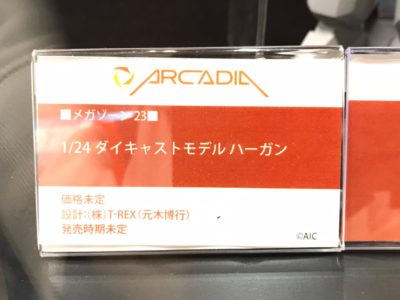 ARCADIA
■メガゾーン 23■
1/24 ダイキャストモデル ハーガン
価格未定
設計:(株)T-REX(元木博行)
発売時期未定
©AIC